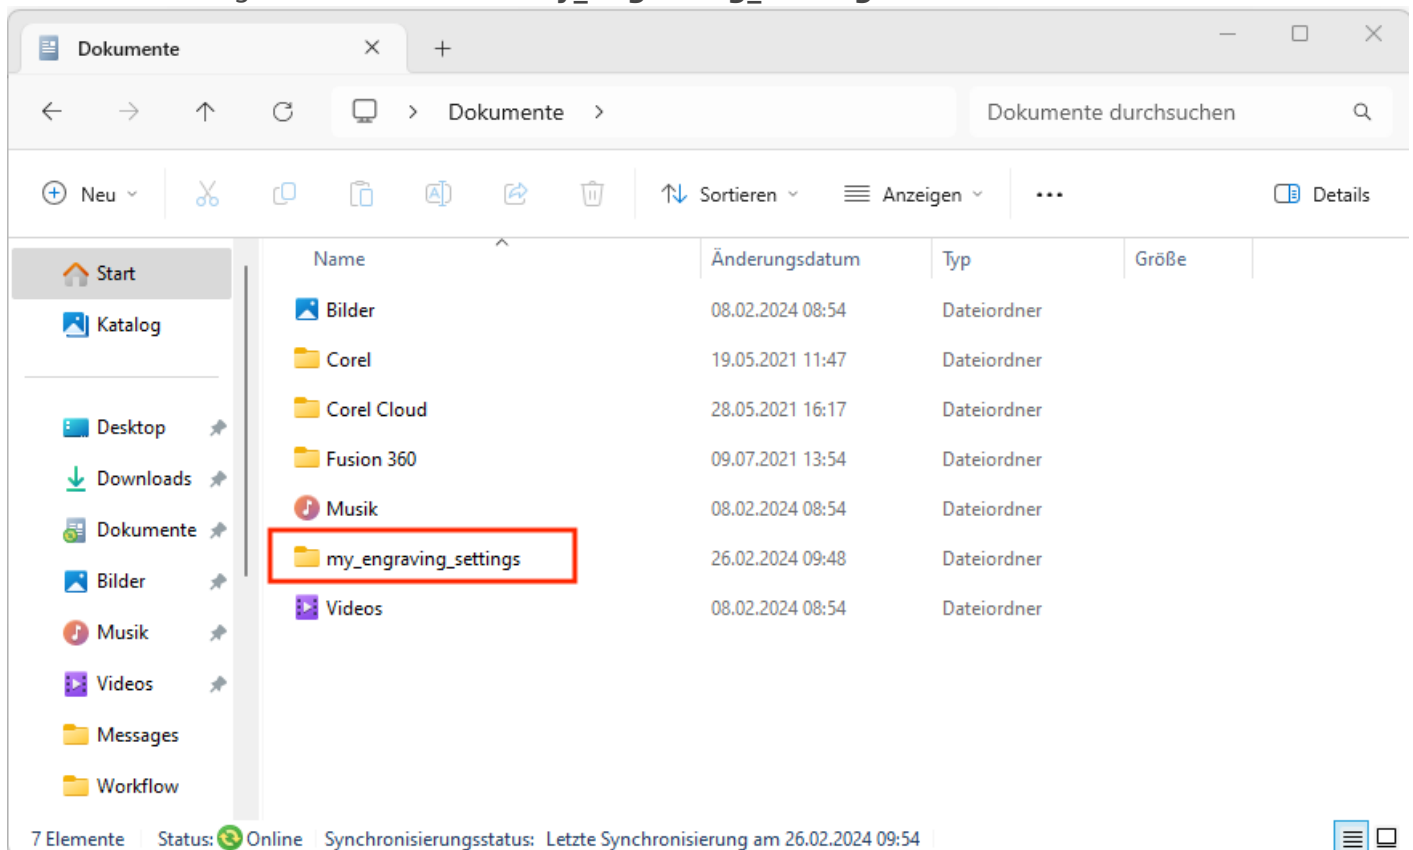 Dokumente
Dokumente
Dokumente durchsuchen
Neu
Sortieren
Anzeigen
Details
Name Änderungsdatum Typ Größe
Start
Katalog
Desktop
Downloads
Dokumente
Bilder
Musik
Videos
Messages
Workflow
Bilder 08.02.2024 08:54 Dateiordner
Corel 19.05.2021 11:47 Dateiordner
Corel Cloud 28.05.2021 16:17 Dateiordner
Fusion 360 09.07.2021 13:54 Dateiordner
Musik 08.02.2024 08:54 Dateiordner
my_engraving_settings 26.02.2024 09:48 Dateiordner
Videos 08.02.2024 08:54 Dateiordner
7 Elemente Status: Online Synchronisierungsstatus: Letzte Synchronisierung am 26.02.2024 09:54